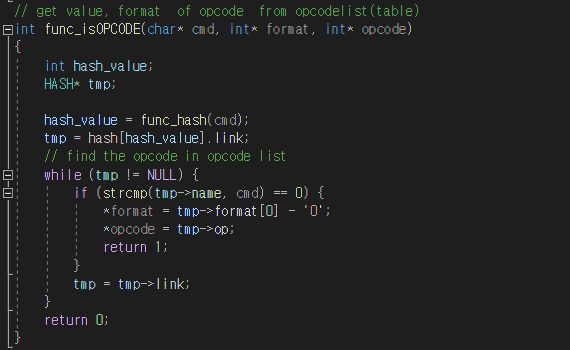 // get value, format  of opcode  from opcodelist(table)
int func_isOPCODE(char* cmd, int* format, int* opcode)
{
    int hash_value;
    HASH* tmp;

    hash_value = func_hash(cmd);
    tmp = hash[hash_value].link;
    // find the opcode in opcode list
    while (tmp != NULL) {
        if (strcmp(tmp->name, cmd) == 0) {
            *format = tmp->format[0] - '0';
            *opcode = tmp->op;
            return 1;
        }
        tmp = tmp->link;
    }
    return 0;
}